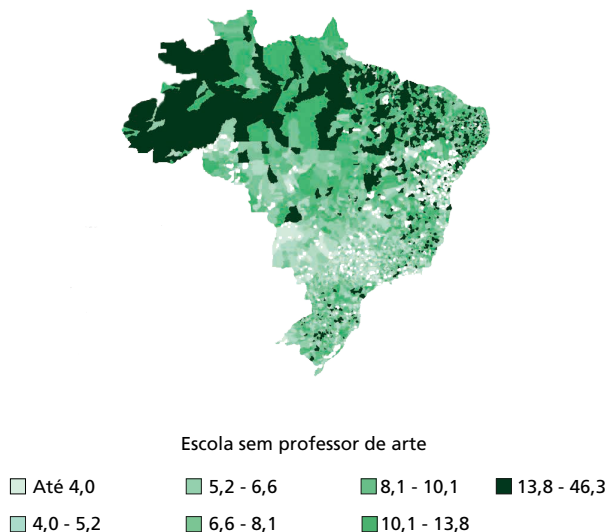 Escola sem professor de arte
Até 4,0
5,2 - 6,6
8,1 - 10,1
13,8 - 46,3
4,0 - 5,2
6,6 - 8,1
10,1 - 13,8